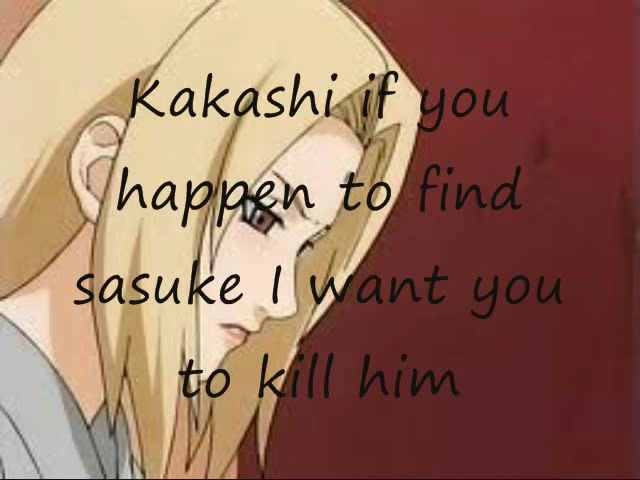 Kakashi if you
happen to find
sasuke I want you
to kill him